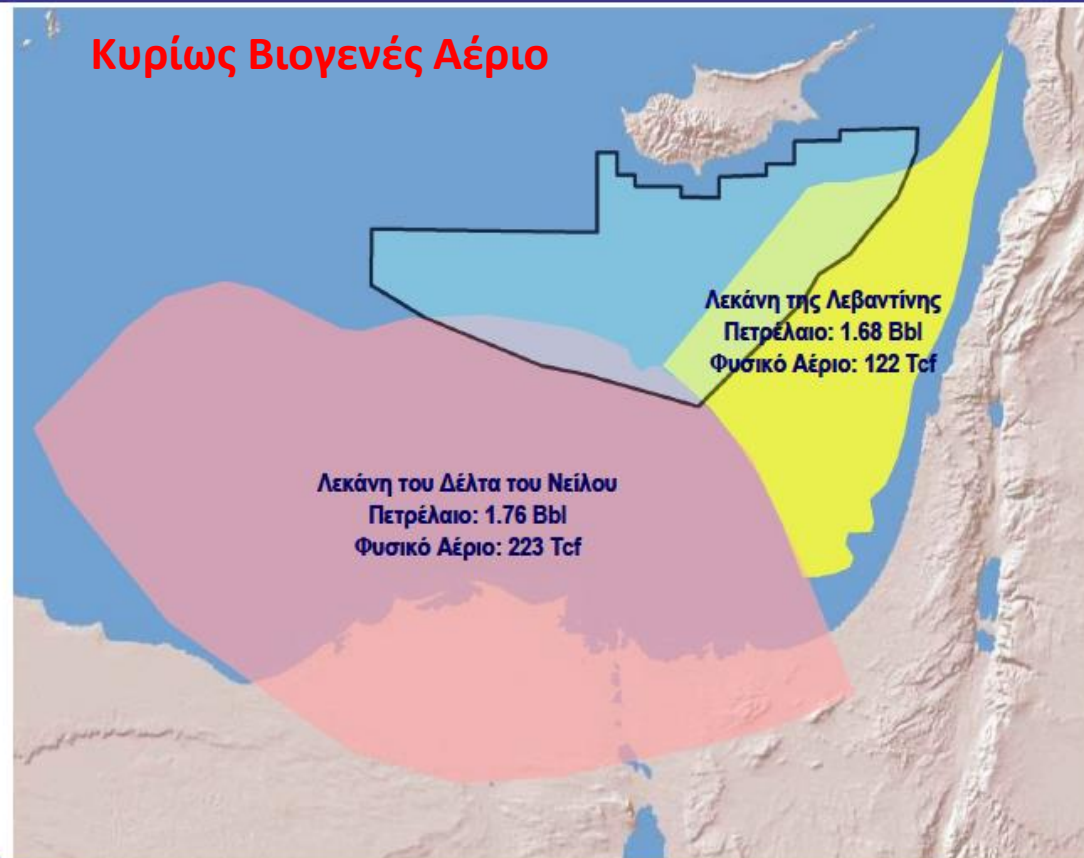 Κυρίως Βιογενές Αέριο
Λεκάνη της Λεβαντίνης
Πετρέλαιο: 1.68 Bbl
Φυσικό Αέριο: 122 Tcf
Λεκάνη του Δέλτα του Νείλου
Πετρέλαιο: 1.76 Bbl
Φυσικό Αέριο: 223 Tcf